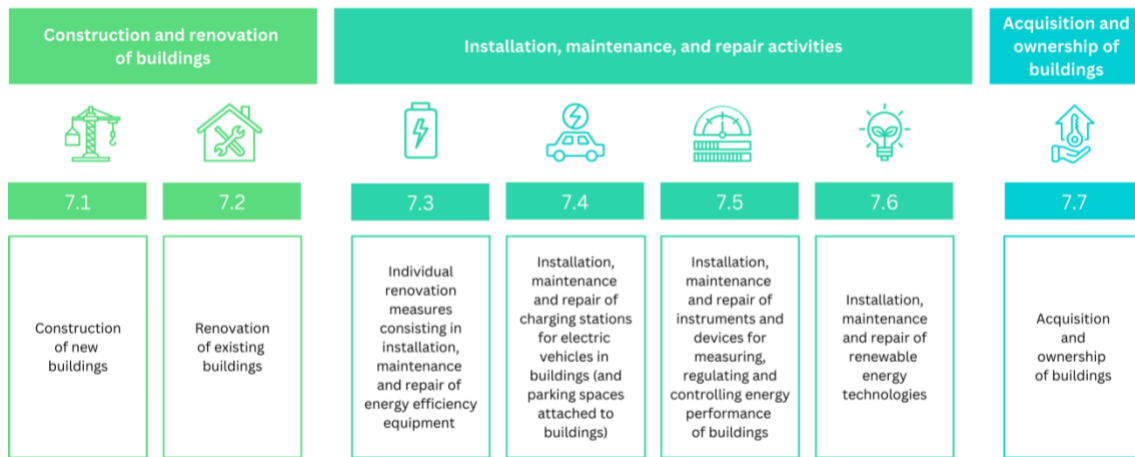 Construction and renovation
of buildings
Installation, maintenance, and repair activities
Acquisition and
ownership of
buildings
7.1
7.2
7.3
7.4
7.5
7.6
7.7
Construction
of new
buildings
Renovation
of existing
buildings
Individual
renovation
measures
consisting in
installation,
maintenance
and repair of
energy efficiency
equipment
Installation,
maintenance
and repair of
charging stations
for electric
vehicles in
buildings (and
parking spaces
attached to
buildings)
Installation,
maintenance
and repair of
instruments and
devices for
measuring,
regulating and
controlling energy
performance
of buildings
Installation,
maintenance
and repair of
renewable
energy
technologies
Acquisition
and
ownership
of buildings